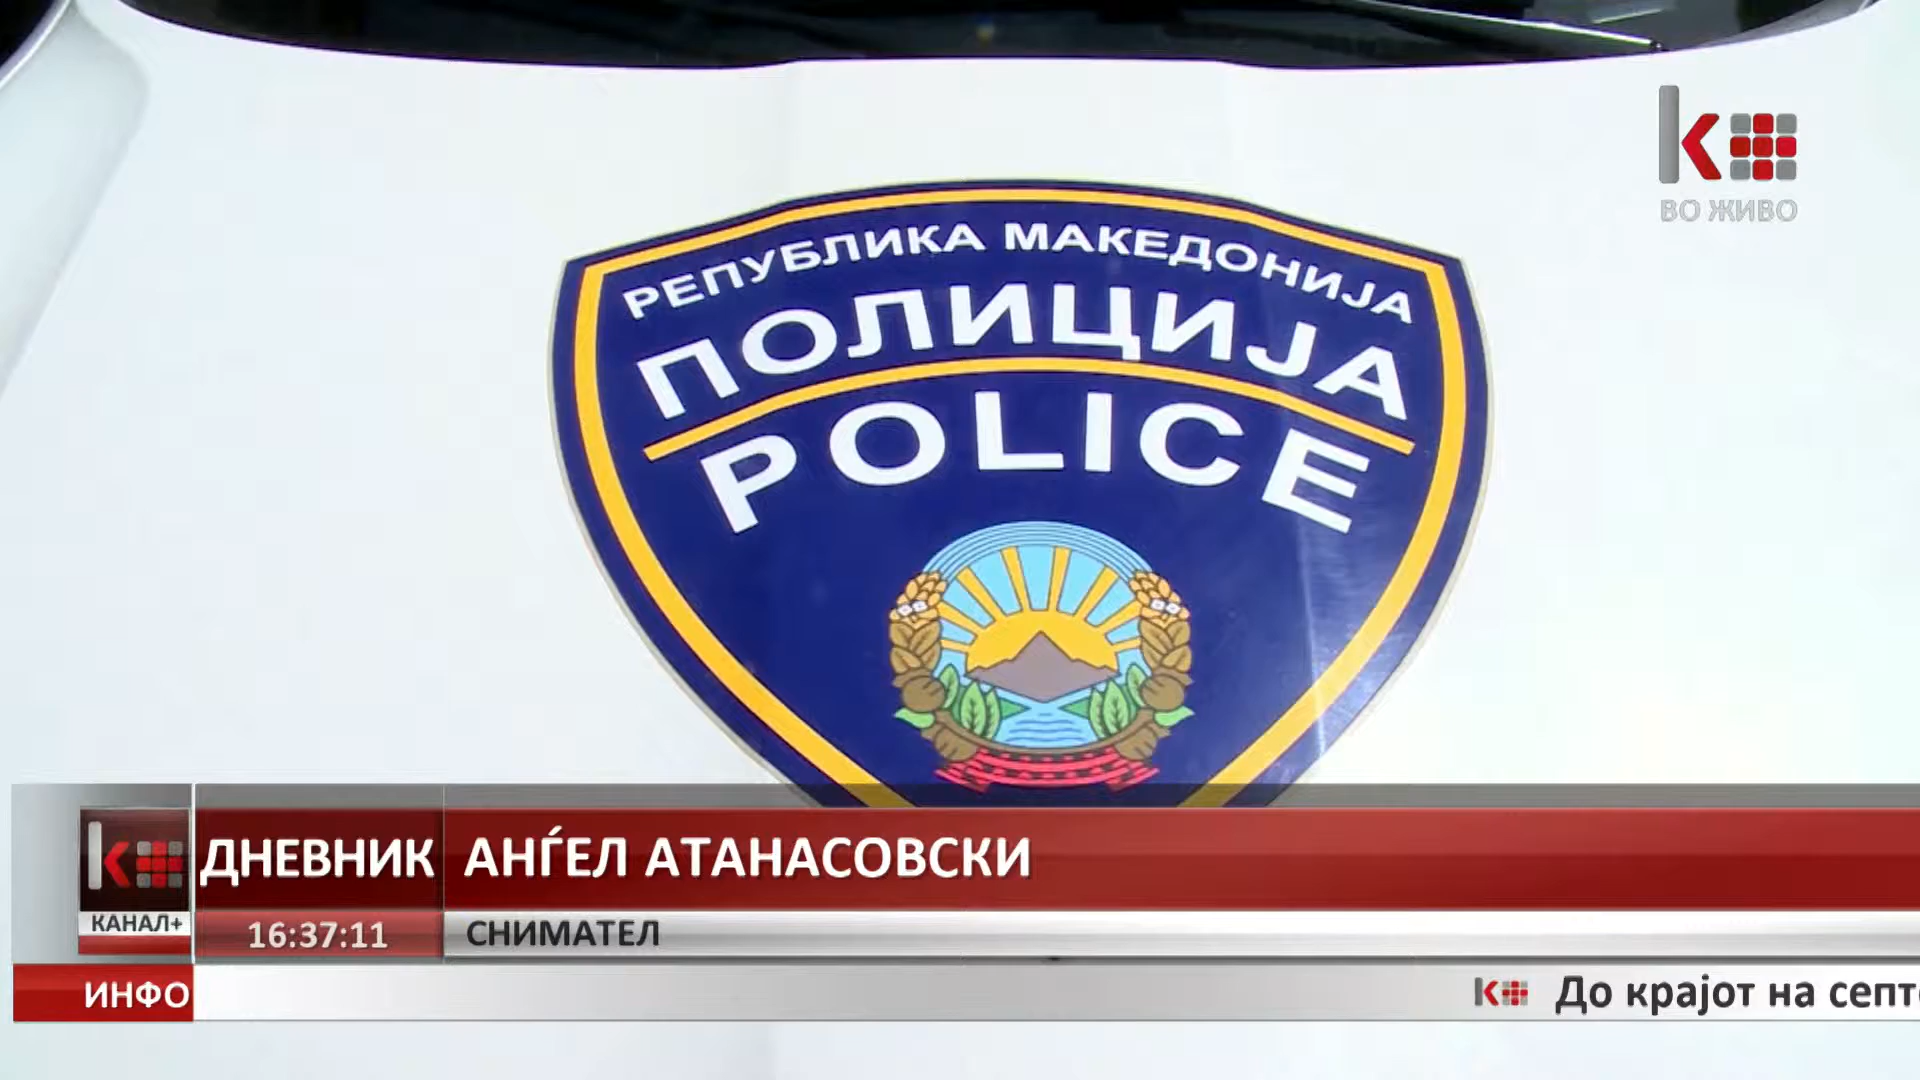 ВО ЖИВО
РЕПУБЛИКА МАКЕДОНИЈА
ПОЛИЦИЈА
POLICE
ДНЕВНИК
АНЃЕЛ АТАНАСОВСКИ
КАНАЛ+
16:37:11
СНИМАТЕЛ
ИНФО
До крајот на септ